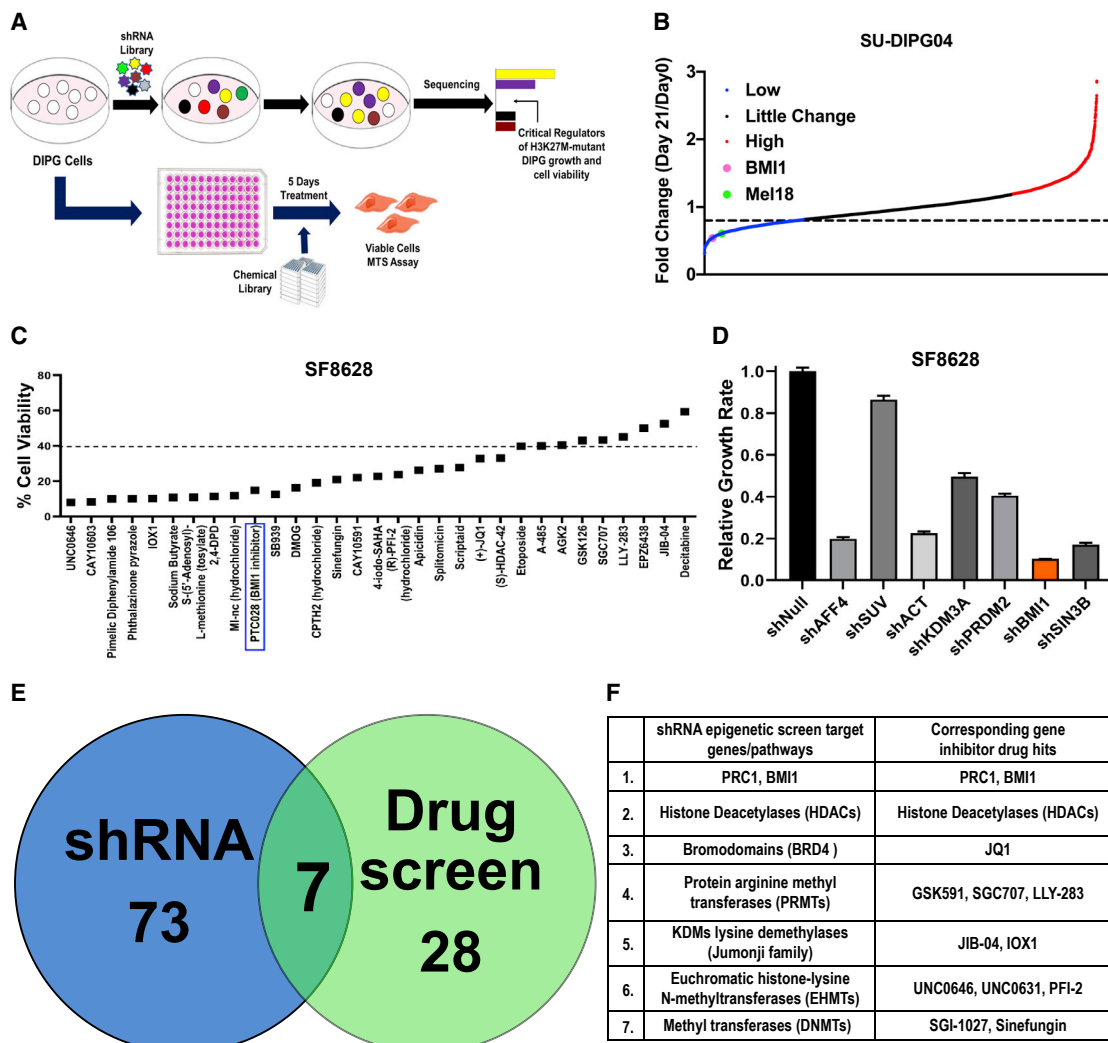 A
shRNA
Library
Sequencing
Critical Regulators
of H3K27M-mutant
DIPG growth and
cell viability
DIPG Cells
5 Days
Treatment
Chemical
Library
Viable Cells
MTS Assay
B
SU-DIPG04
Fold Change (Day 21/Day0)
3
2
1
0
Low
Little Change
High
BMI1
Mel18
C
SF8628
% Cell Viability
80
60
40
20
0
UNC0646
CAY10603
Pimelic Diphenylamide 106
Phthalazinone pyrazole
IOX1
Sodium Butyrate
S-(5'-Adenosyl)-
L-methionine (tosylate)
2,4-DPD
MI-nc (hydrochloride)
PTC028 (BMI1 inhibitor)
SB939
DMOG
CPTH2 (hydrochloride)
Sinefungin
CAY10591
4-iodo-SAHA
(R)-PFI-2
(hydrochloride)
Apicidin
Splitomicin
Scriptaid
(+)-JQ1
(S)-HDAC-42
Etoposide
A-485
AGK2
GSK126
SGC707
LLY-283
EPZ6438
JIB-04
Decitabine
D
SF8628
Relative Growth Rate
1.0
0.8
0.6
0.4
0.2
0.0
shNull
shAFF4
shSUV
shACT
shKDM3A
shPRDM2
shBMI1
shSIN3B
E
shRNA
73
7
Drug
screen
28
F
shRNA epigenetic screen target
genes/pathways
Corresponding gene
inhibitor drug hits
1.
PRC1, BMI1
PRC1, BMI1
2.
Histone Deacetylases (HDACs)
Histone Deacetylases (HDACs)
3.
Bromodomains (BRD4 )
JQ1
4.
Protein arginine methyl
transferases (PRMTs)
GSK591, SGC707, LLY-283
5.
KDMs lysine demethylases
(Jumonji family)
JIB-04, IOX1
6.
Euchromatic histone-lysine
N-methyltransferases (EHMTs)
UNC0646, UNC0631, PFI-2
7.
Methyl transferases (DNMTs)
SGI-1027, Sinefungin